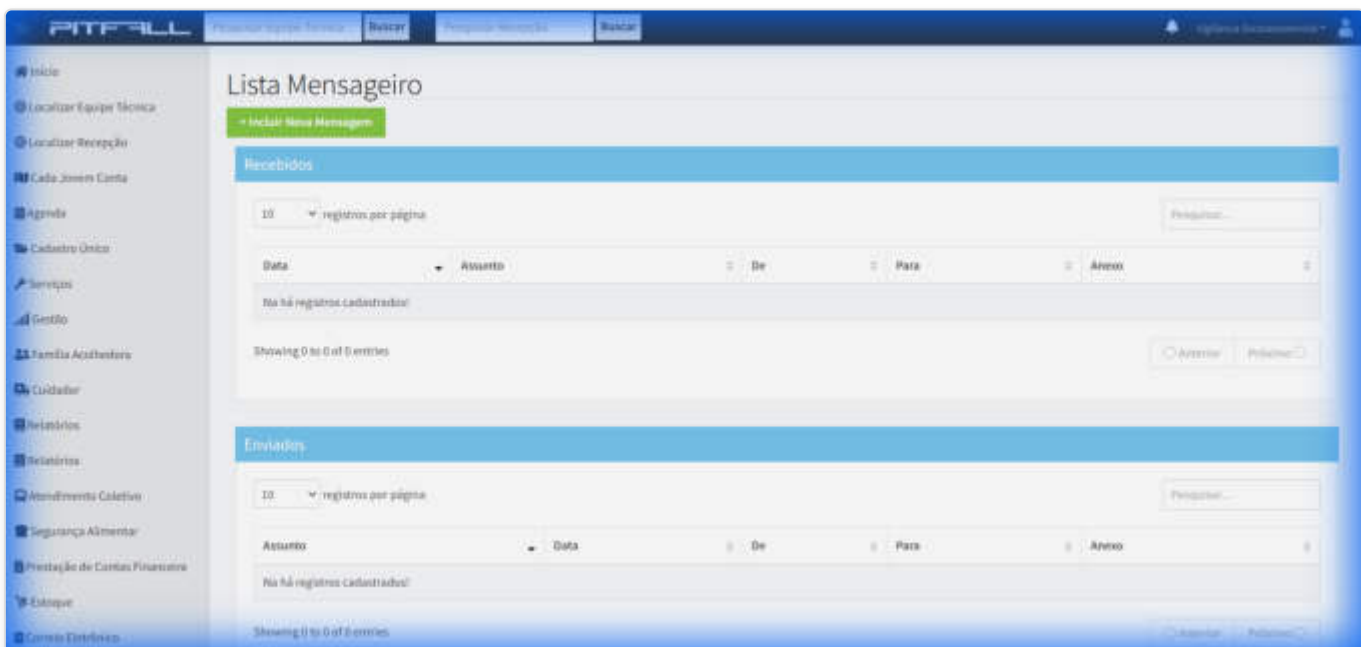 PITFALL
Buscar
Buscar
Início
Localizar Equipe Técnica
Localizar Recepção
Cada Jovem Conta
Agenda
Cadastro Único
Serviços
Gestão
Família Acolhedora
Cuidador
Relatórios
Relatórios
Atendimento Coletivo
Segurança Alimentar
Prestação de Contas Financeira
Estoque
Correio Eletrônico
Lista Mensageiro
+ Incluir Nova Mensagem
Recebidos
10 registros por página
Pesquisar...
Data Assunto De Para Anexo
No há registros cadastrados!
Showing 0 to 0 of 0 entries
Anterior Próximo
Enviados
10 registros por página
Pesquisar...
Assunto Data De Para Anexo
No há registros cadastrados!
Showing 0 to 0 of 0 entries
Anterior Próximo